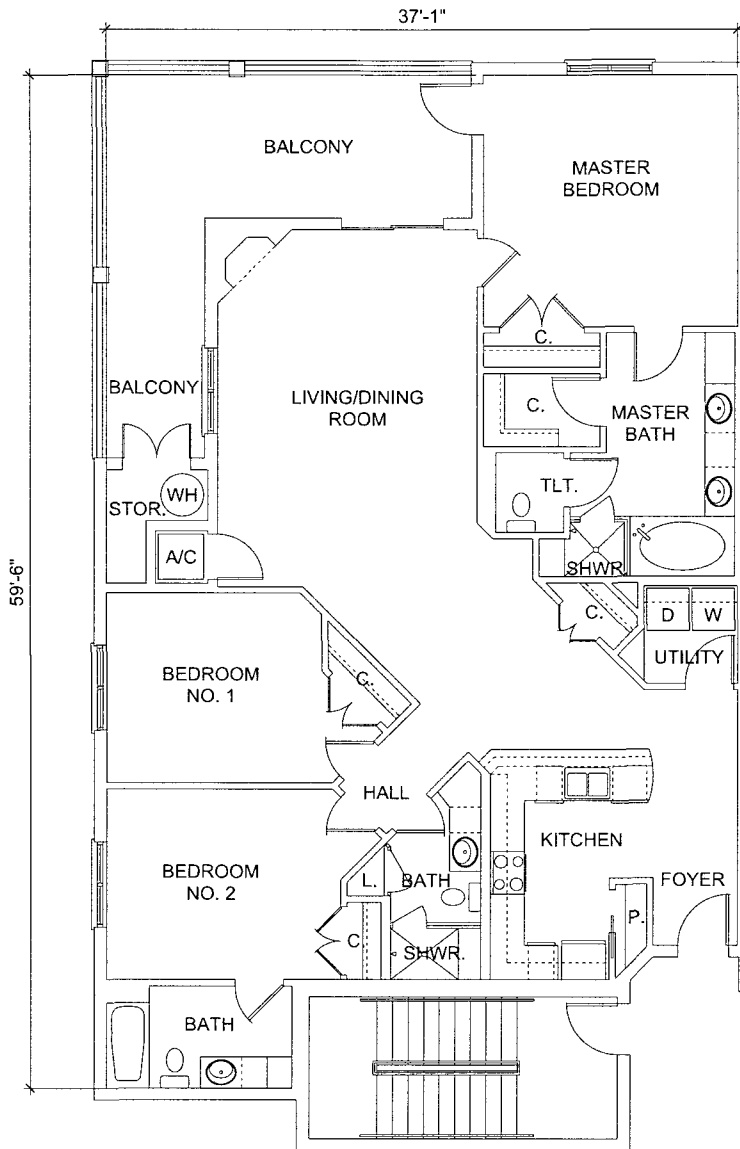 37'-1"
BALCONY
MASTER
BEDROOM
C.
BALCONY
LIVING/DINING
ROOM
C.
MASTER
BATH
STOR.
WH
TLT.
A/C
SHWR.
59'-6"
C.
D
W
UTILITY
BEDROOM
NO. 1
C.
HALL
KITCHEN
BEDROOM
NO. 2
L.
BATH
FOYER
P.
C
SHWR.
BATH